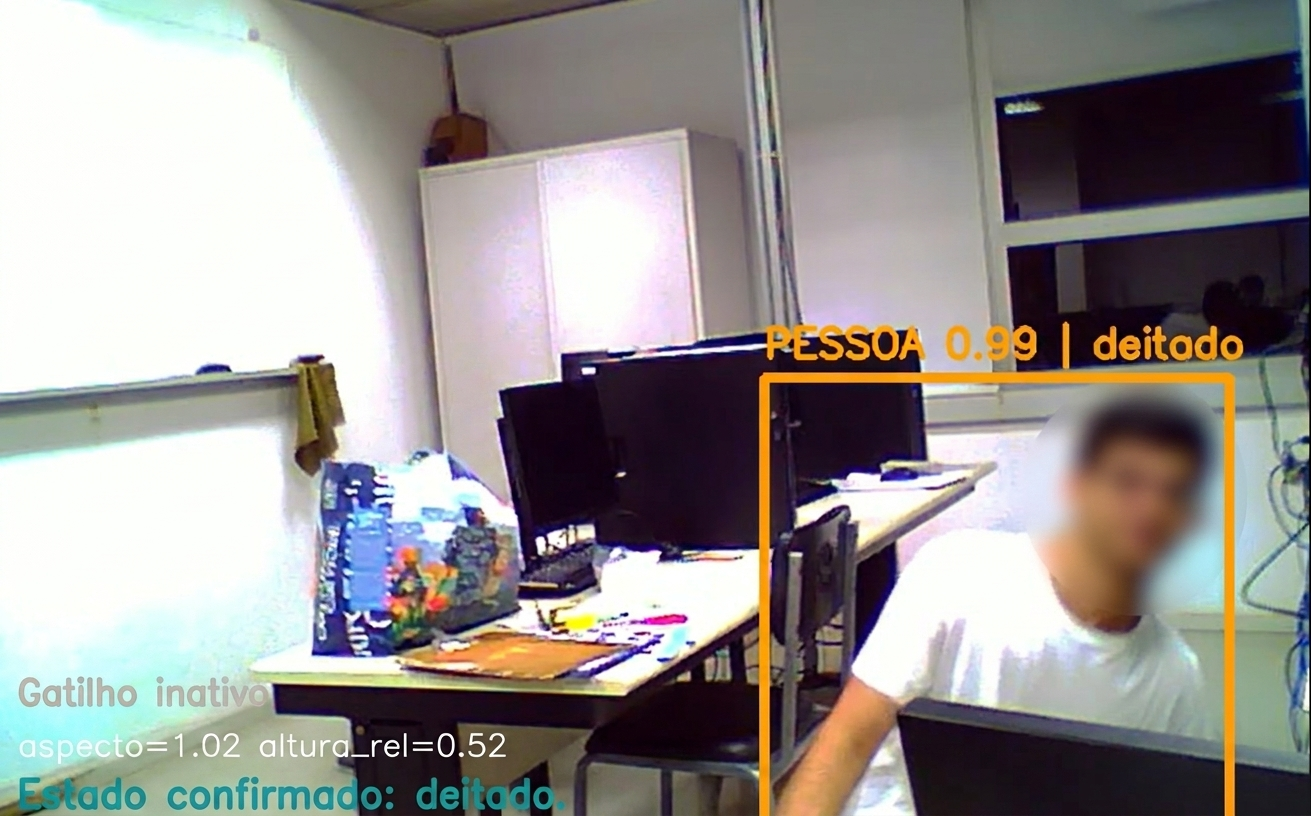 PESSOA 0.99 | deitado
Gatilho inativo
aspecto=1.02 altura_rel=0.52
Estado confirmado: deitado.